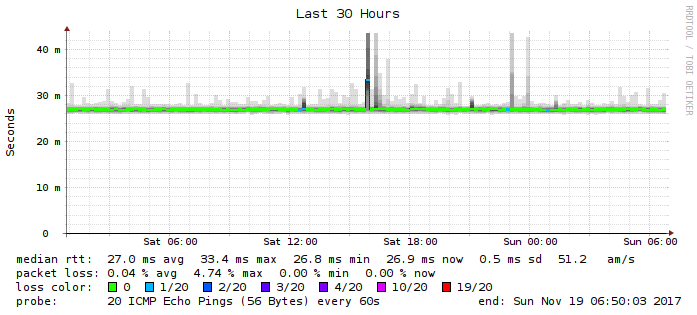 Last 30 Hours
RRDTOOL / TOBI OETIKER
Seconds
40 m
30 m
20 m
10 m
0
Sat 06:00 Sat 12:00 Sat 18:00 Sun 00:00 Sun 06:00
median rtt: 27.0 ms avg 33.4 ms max 26.8 ms min 26.9 ms now 0.5 ms sd 51.2 am/s
packet loss: 0.04 % avg 4.74 % max 0.00 % min 0.00 % now
loss color: 0 1/20 2/20 3/20 4/20 10/20 19/20
probe: 20 ICMP Echo Pings (56 Bytes) every 60s end: Sun Nov 19 06:50:03 2017